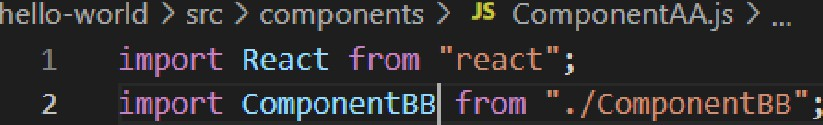 hello-world > src > components > JS ComponentAA.js > ...
1 import React from "react";
2 import ComponentBB from "./ComponentBB";